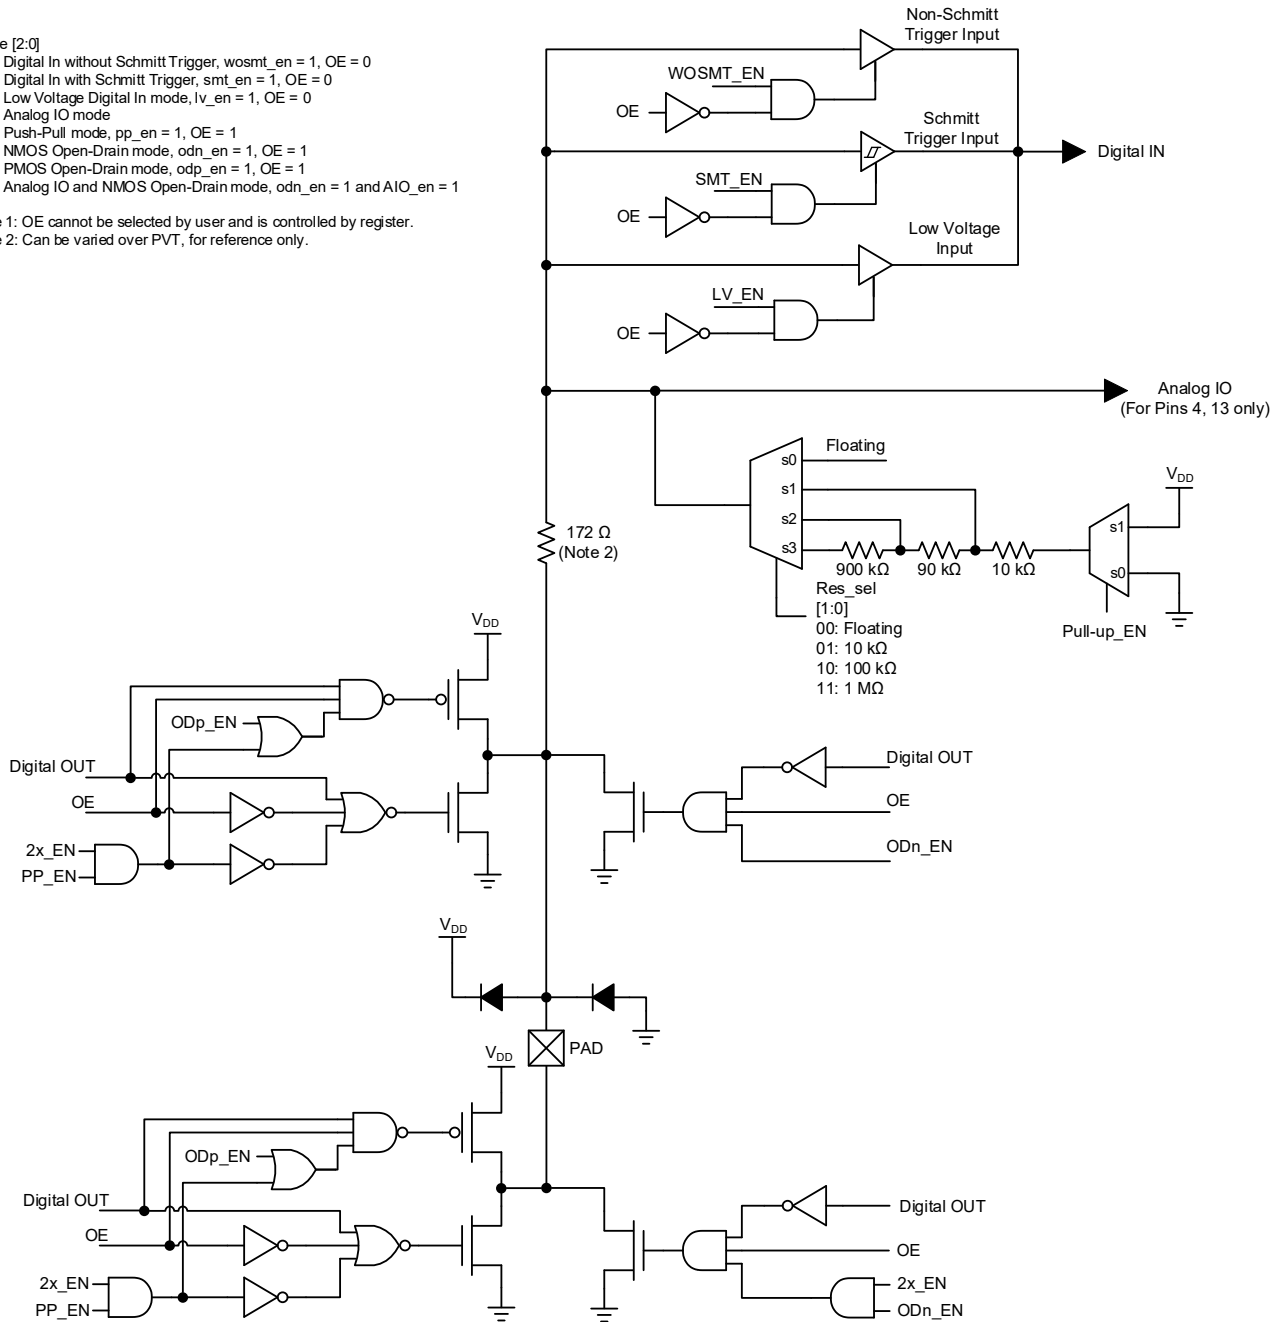 e [2:0]
Digital In without Schmitt Trigger, wosmt_en = 1, OE = 0
Digital In with Schmitt Trigger, smt_en = 1, OE = 0
Low Voltage Digital In mode, lv_en = 1, OE = 0
Analog IO mode
Push-Pull mode, pp_en = 1, OE = 1
NMOS Open-Drain mode, odn_en = 1, OE = 1
PMOS Open-Drain mode, odp_en = 1, OE = 1
Analog IO and NMOS Open-Drain mode, odn_en = 1 and AIO_en = 1
e 1: OE cannot be selected by user and is controlled by register.
e 2: Can be varied over PVT, for reference only.
Non-Schmitt
Trigger Input
WOSMT_EN
OE
Schmitt
Trigger Input
Digital IN
SMT_EN
OE
Low Voltage
Input
LV_EN
OE
Analog IO
(For Pins 4, 13 only)
Floating
s0
s1
s2
s3
VDD
s1
s0
172 Ω
(Note 2)
900 kΩ
90 kΩ
10 kΩ
Res_sel
[1:0]
00: Floating
01: 10 kΩ
10: 100 kΩ
11: 1 MΩ
Pull-up_EN
VDD
ODp_EN
Digital OUT
OE
2x_EN
PP_EN
Digital OUT
OE
ODn_EN
VDD
PAD
VDD
ODp_EN
Digital OUT
OE
2x_EN
PP_EN
Digital OUT
OE
2x_EN
ODn_EN